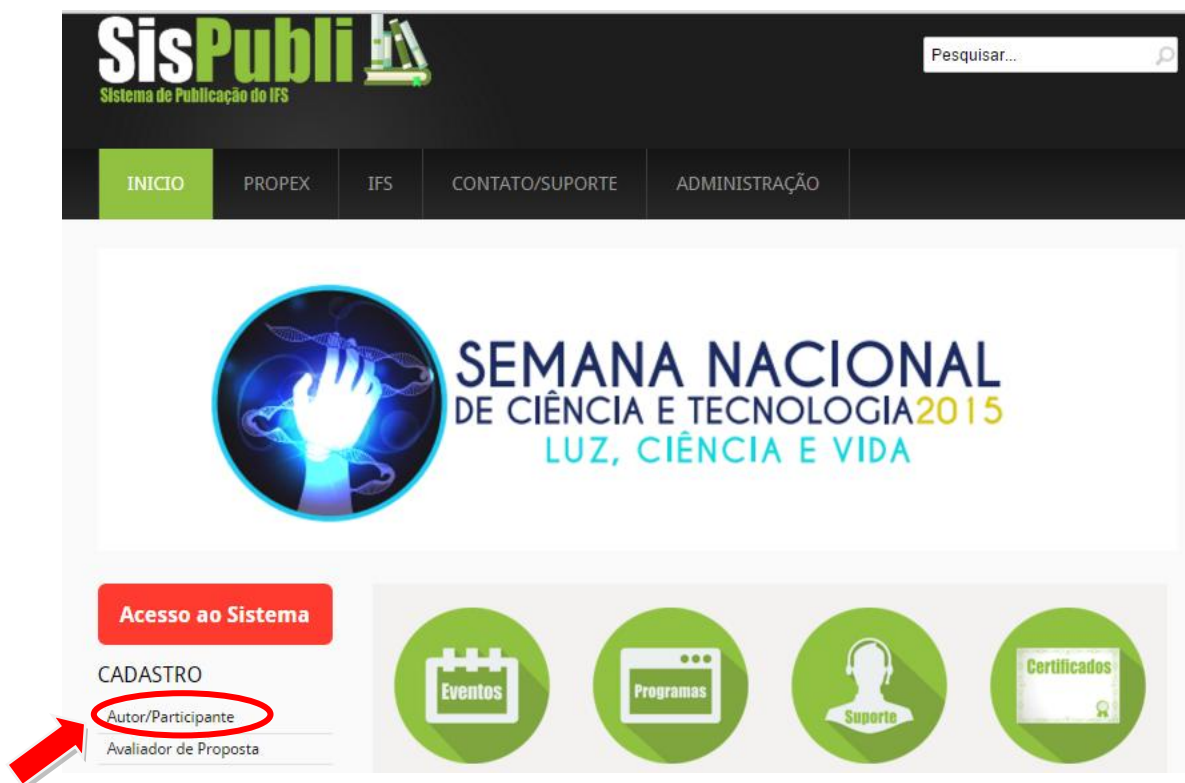 SisPubli
Sistema de Publicação do IFS
Pesquisar...
INICIO PROPEX IFS CONTATO/SUPORTE ADMINISTRAÇÃO
SEMANA NACIONAL
DE CIÊNCIA E TECNOLOGIA2015
LUZ, CIÊNCIA E VIDA
Acesso ao Sistema
CADASTRO
Autor/Participante
Avaliador de Proposta
Eventos
Programas
Suporte
Certificados